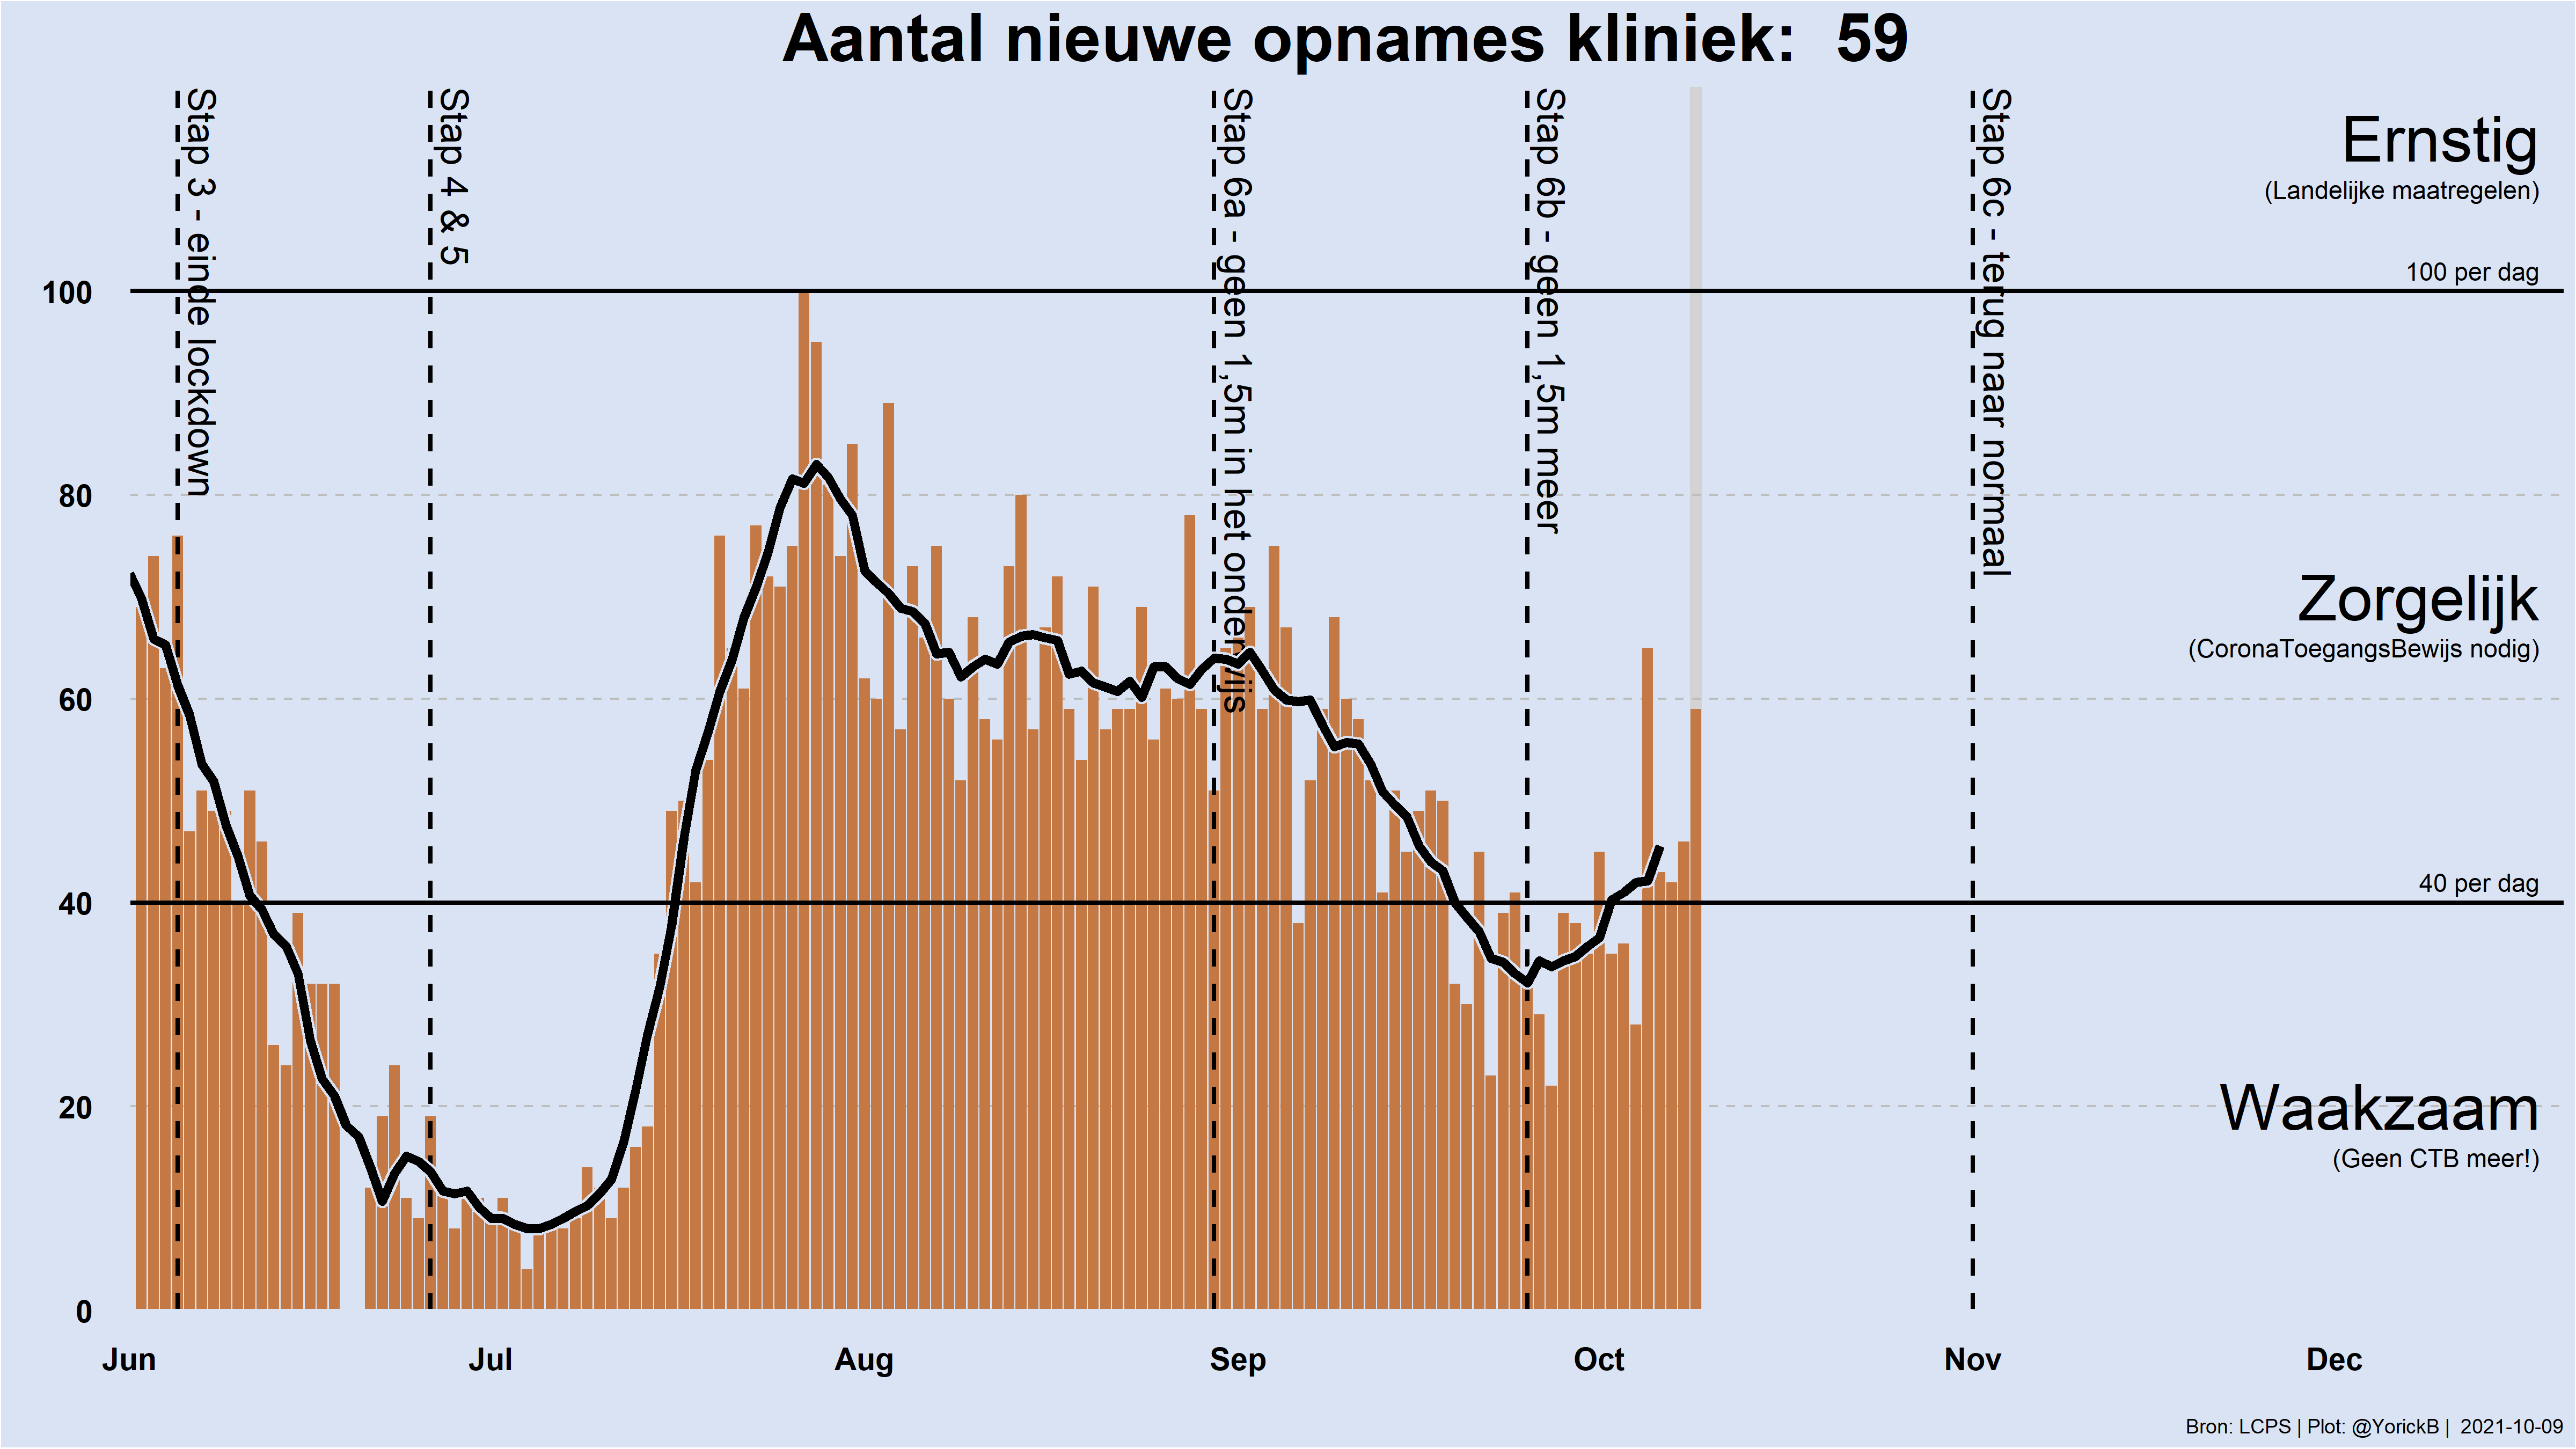 Aantal nieuwe opnames kliniek:  59
Stap 3 - einde lockdown
Stap 4 & 5
Stap 6a - geen 1,5m in het onderwijs
Stap 6b - geen 1,5m meer
Stap 6c - terug naar normaal
Ernstig
(Landelijke maatregelen)
100 per dag
Zorgelijk
(CoronaToegangsBewijs nodig)
40 per dag
Waakzaam
(Geen CTB meer!)
100
80
60
40
20
0
Jun Jul Aug Sep Oct Nov Dec
Bron: LCPS | Plot: @YorickB |  2021-10-09